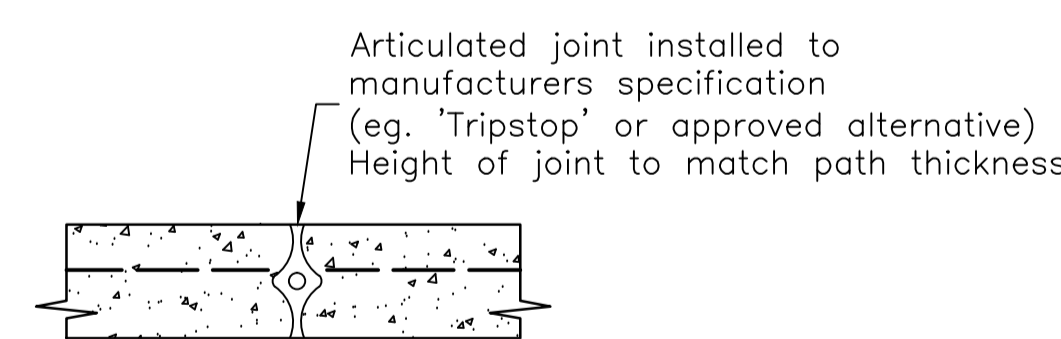 Articulated joint installed to
manufacturers specification
(eg. 'Tripstop' or approved alternative)
Height of joint to match path thickness